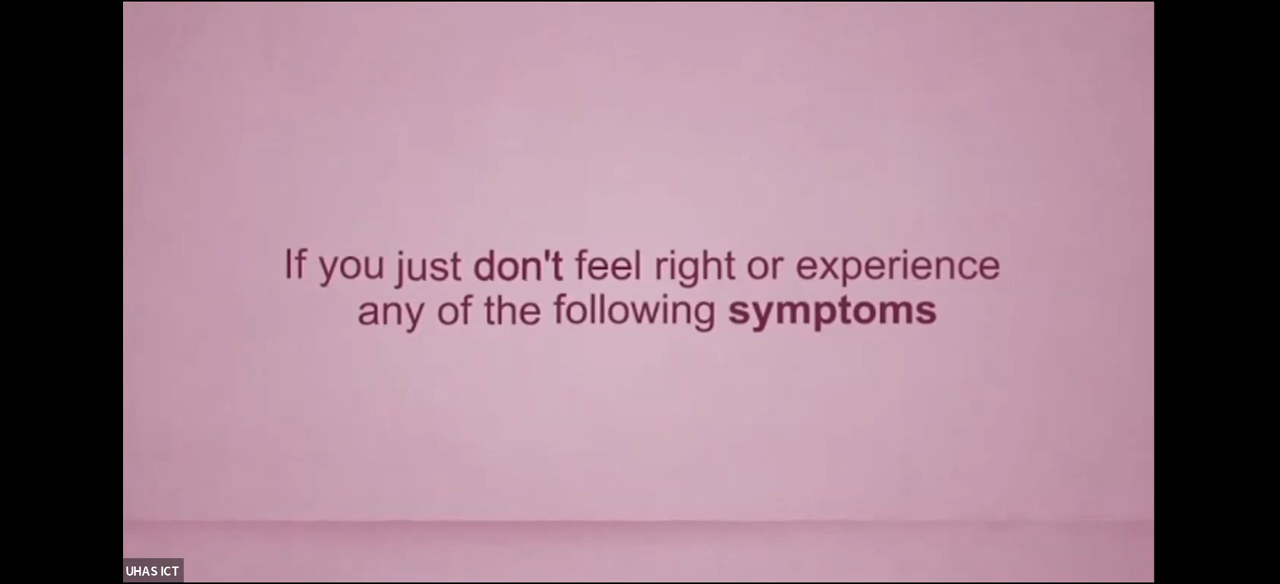 If you just don't feel right or experience
any of the following symptoms
UHAS ICT